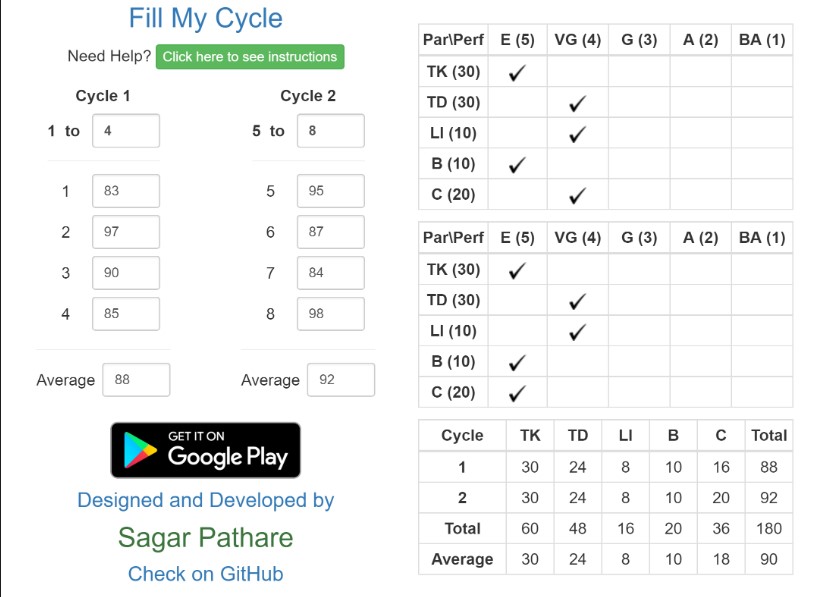 Fill My Cycle
Need Help? Click here to see instructions
Cycle 1 Cycle 2
1 to 4 5 to 8
1 83 5 95
2 97 6 87
3 90 7 84
4 85 8 98
Average 88 Average 92
GET IT ON
Google Play
Designed and Developed by
Sagar Pathare
Check on GitHub
Par\Perf E (5) VG (4) G (3) A (2) BA (1)
TK (30) ✓
TD (30) ✓
LI (10) ✓
B (10) ✓
C (20) ✓
Par\Perf E (5) VG (4) G (3) A (2) BA (1)
TK (30) ✓
TD (30) ✓
LI (10) ✓
B (10) ✓
C (20) ✓
Cycle TK TD LI B C Total
1 30 24 8 10 16 88
2 30 24 8 10 20 92
Total 60 48 16 20 36 180
Average 30 24 8 10 18 90